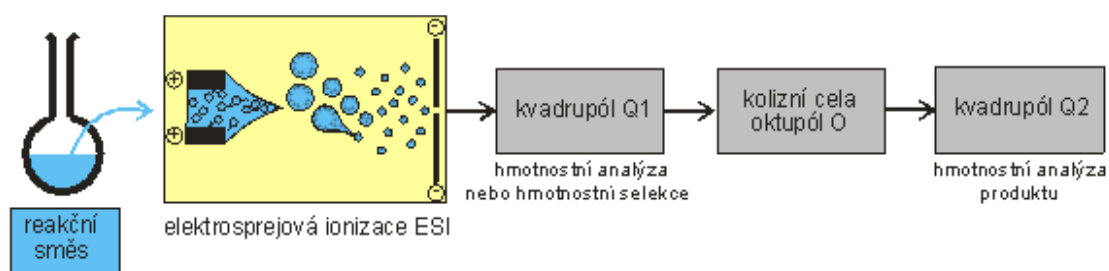 reakční
směs
elektrosprejová ionizace ESI
kvadrupól Q1
hmotnostní analýza
nebo hmotnostni selekce
kolizní cela
oktupól O
kvadrupól Q2
hmotnostní analýza
produktu